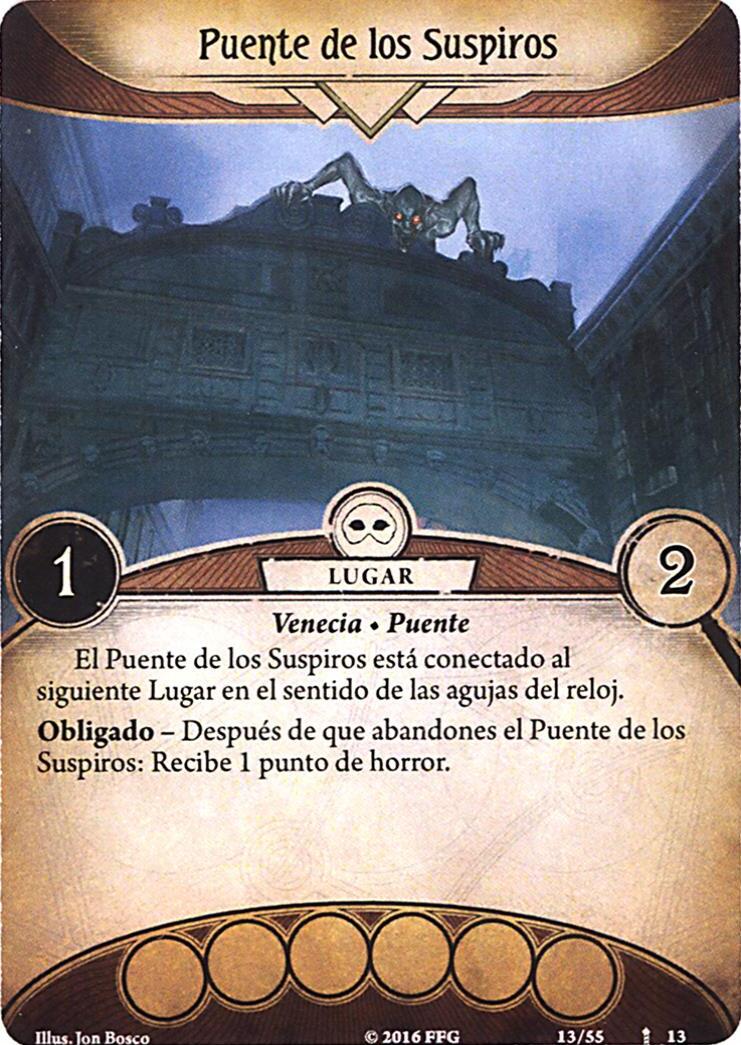 Puente de los Suspiros
1
LUGAR
2
Venecia • Puente
El Puente de los Suspiros está conectado al
siguiente Lugar en el sentido de las agujas del reloj.
Obligado – Después de que abandones el Puente de los
Suspiros: Recibe 1 punto de horror.
Illus. Jon Bosco © 2016 FFG 13/55 13